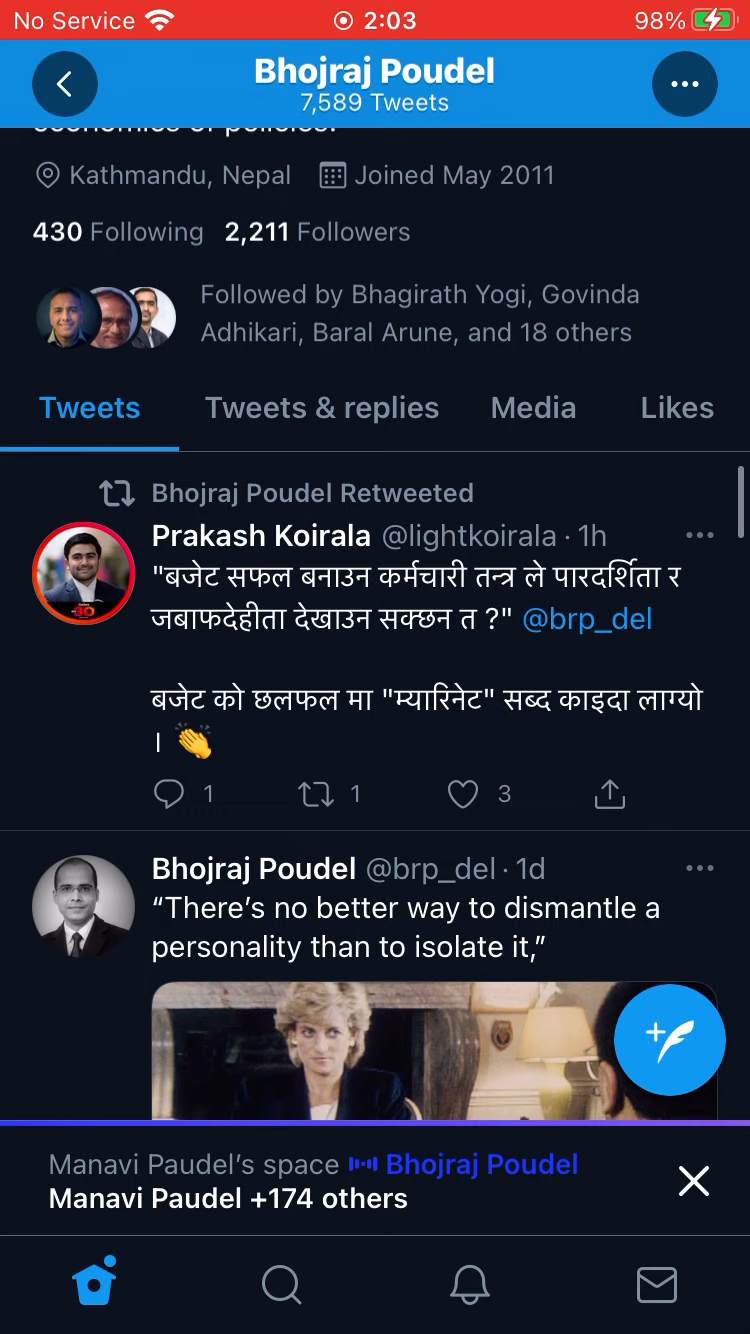 No Service 2:03 98%
Bhojraj Poudel
7,589 Tweets
economics of policies.
Kathmandu, Nepal Joined May 2011
430 Following 2,211 Followers
Followed by Bhagirath Yogi, Govinda
Adhikari, Baral Arune, and 18 others
Tweets Tweets & replies Media Likes
Bhojraj Poudel Retweeted
Prakash Koirala @lightkoirala · 1h
"बजेट सफल बनाउन कर्मचारी तन्त्र ले पारदर्शिता र
जबाफदेहीता देखाउन सक्छन त ?" @brp_del
बजेट को छलफल मा "म्यारिनेट" सब्द काइदा लाग्यो
। 👏
1 1 3
Bhojraj Poudel @brp_del · 1d
“There’s no better way to dismantle a
personality than to isolate it,”
Manavi Paudel’s space Bhojraj Poudel
Manavi Paudel +174 others